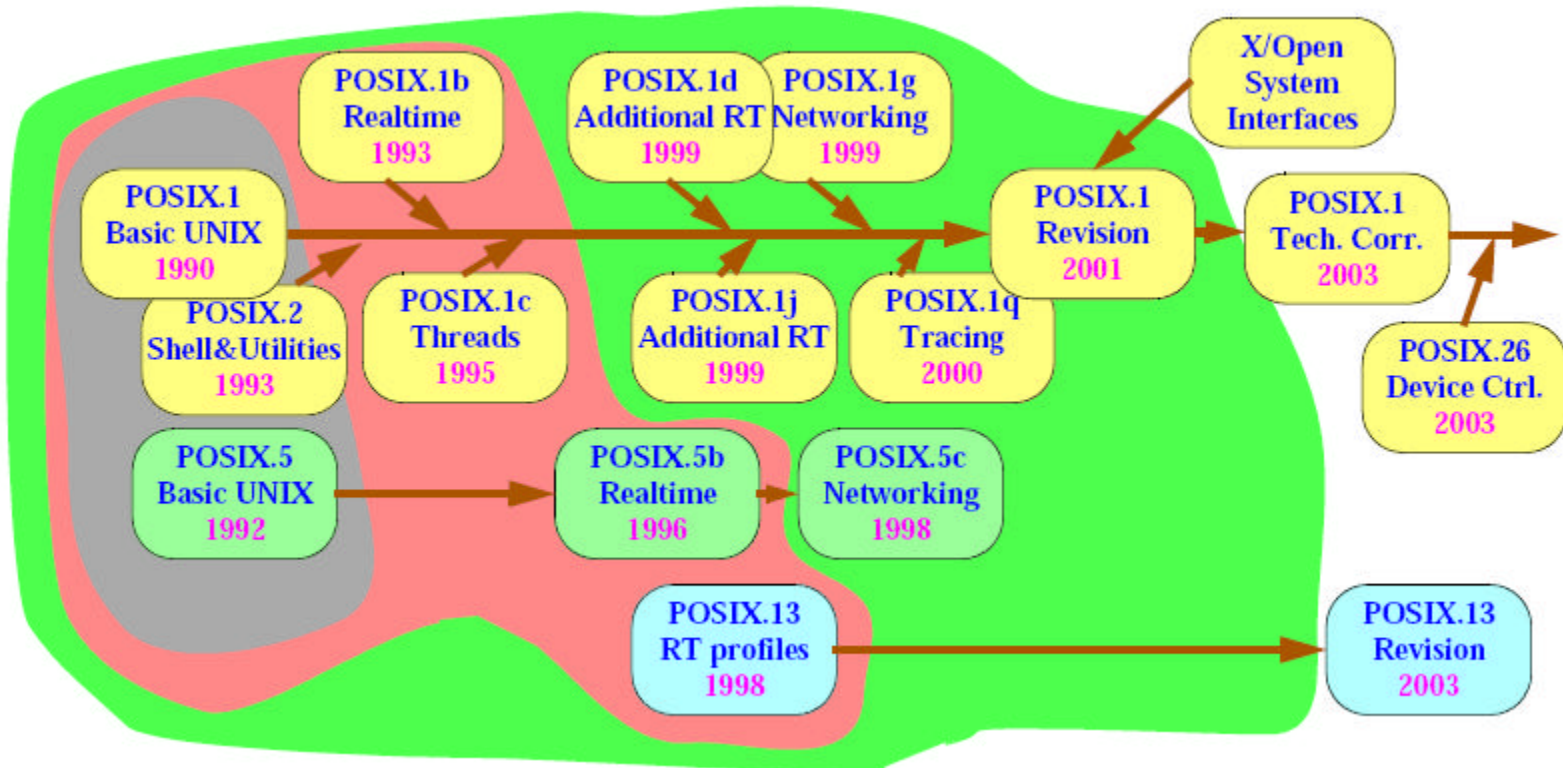 POSIX.1b
Realtime
1993
POSIX.1d
Additional RT
1999
POSIX.1g
Networking
1999
X/Open
System
Interfaces
POSIX.1
Basic UNIX
1990
POSIX.1
Revision
2001
POSIX.1
Tech. Corr.
2003
POSIX.2
Shell&Utilities
1993
POSIX.1c
Threads
1995
POSIX.1j
Additional RT
1999
POSIX.1q
Tracing
2000
POSIX.26
Device Ctrl.
2003
POSIX.5
Basic UNIX
1992
POSIX.5b
Realtime
1996
POSIX.5c
Networking
1998
POSIX.13
RT profiles
1998
POSIX.13
Revision
2003